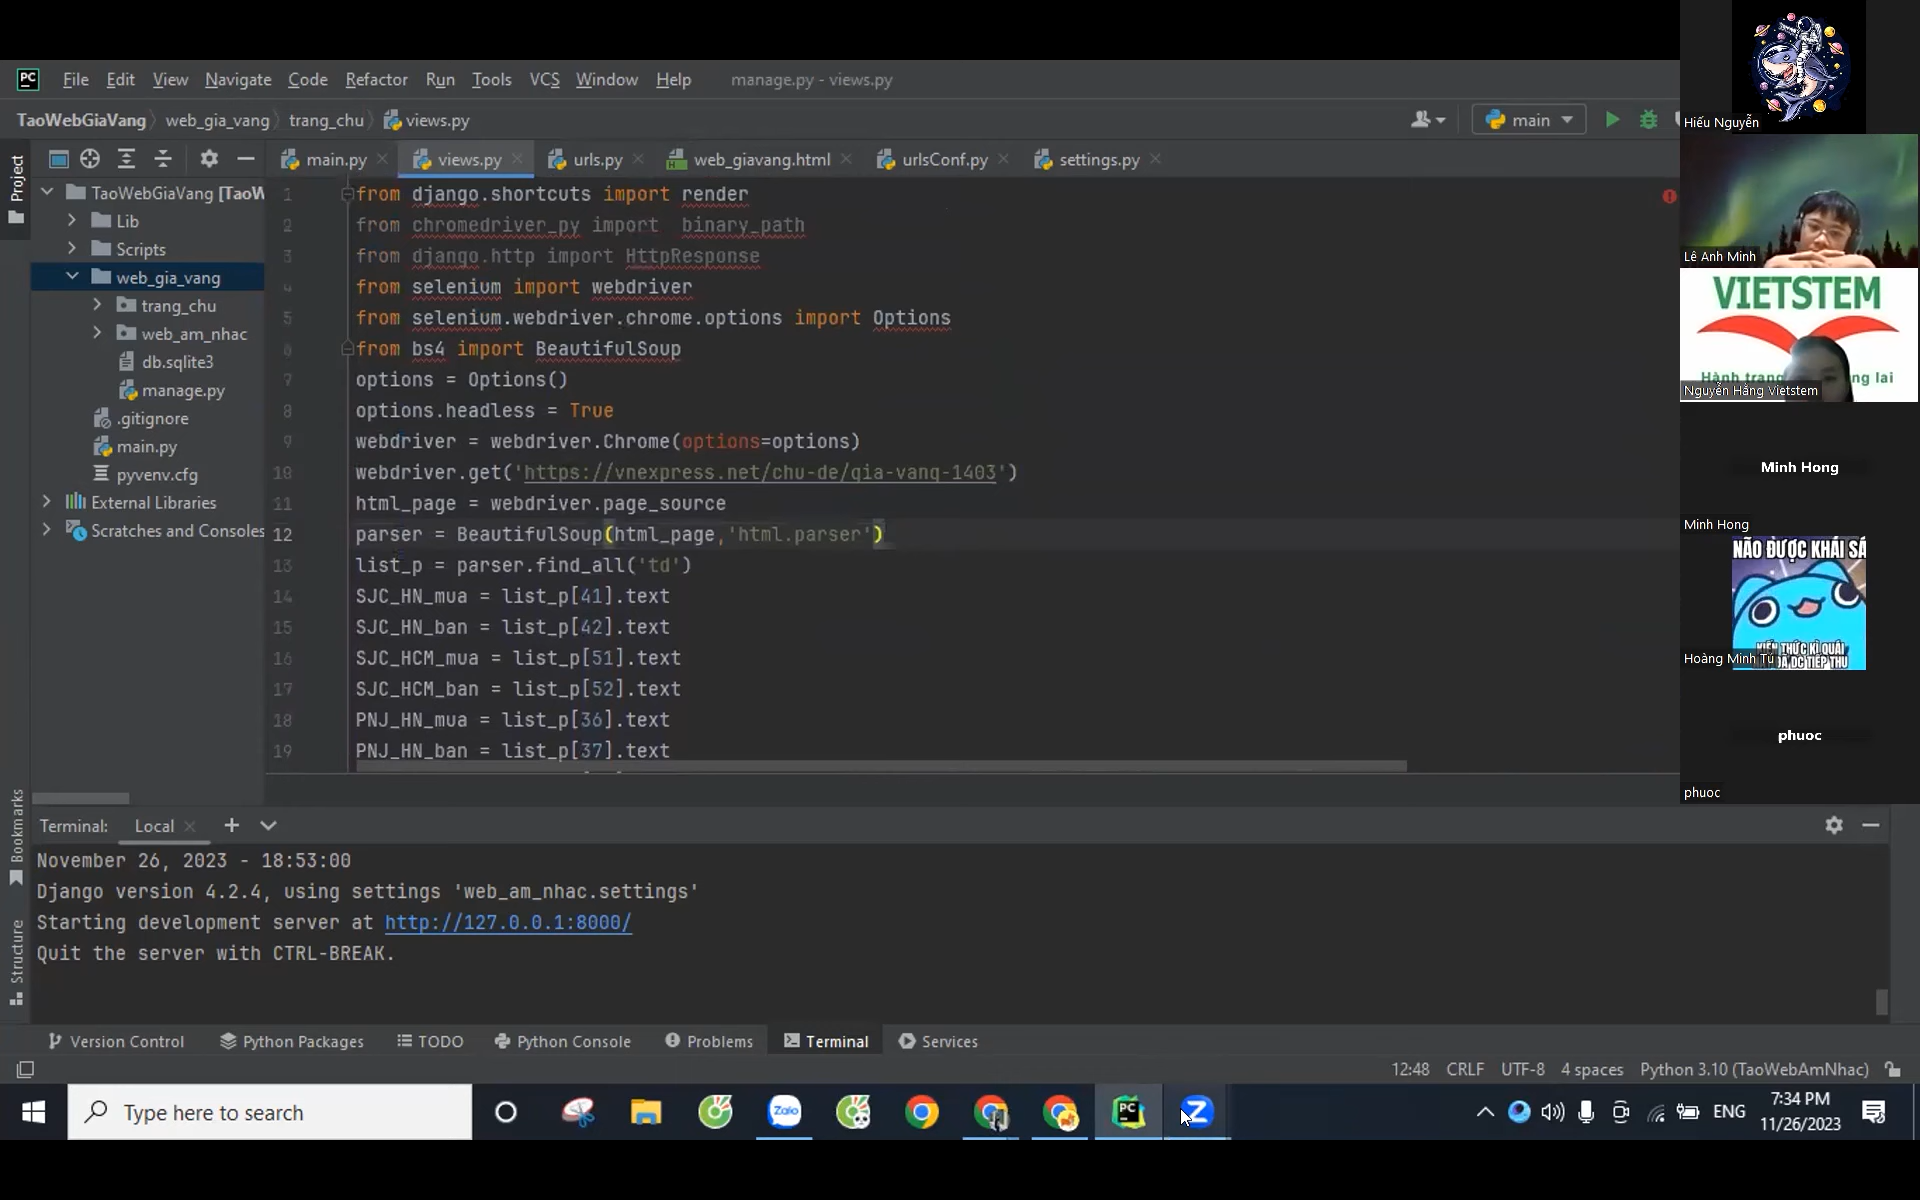 File Edit View Navigate Code Refactor Run Tools VCS Window Help manage.py - views.py
TaoWebGiaVang web_gia_vang trang_chu views.py
main
Project
main.py views.py urls.py web_giavang.html urlsConf.py settings.py
TaoWebGiaVang [TaoW
Lib
Scripts
web_gia_vang
trang_chu
web_am_nhac
db.sqlite3
manage.py
.gitignore
main.py
pyvenv.cfg
External Libraries
Scratches and Consoles
1 from django.shortcuts import render
2 from chromedriver_py import binary_path
3 from django.http import HttpResponse
4 from selenium import webdriver
5 from selenium.webdriver.chrome.options import Options
6 from bs4 import BeautifulSoup
7 options = Options()
8 options.headless = True
9 webdriver = webdriver.Chrome(options=options)
10 webdriver.get('https://vnexpress.net/chu-de/gia-vang-1403')
11 html_page = webdriver.page_source
12 parser = BeautifulSoup(html_page,'html.parser')
13 list_p = parser.find_all('td')
14 SJC_HN_mua = list_p[41].text
15 SJC_HN_ban = list_p[42].text
16 SJC_HCM_mua = list_p[51].text
17 SJC_HCM_ban = list_p[52].text
18 PNJ_HN_mua = list_p[36].text
19 PNJ_HN_ban = list_p[37].text
Bookmarks
Structure
Terminal: Local
November 26, 2023 - 18:53:00
Django version 4.2.4, using settings 'web_am_nhac.settings'
Starting development server at http://127.0.0.1:8000/
Quit the server with CTRL-BREAK.
Version Control Python Packages TODO Python Console Problems Terminal Services
12:48 CRLF UTF-8 4 spaces Python 3.10 (TaoWebAmNhac)
Type here to search
Zalo
ENG
7:34 PM
11/26/2023
Hiếu Nguyễn
Lê Anh Minh
VIETSTEM
Hành trang
ng lai
Nguyễn Hằng Vietstem
Minh Hong
Minh Hong
NÃO ĐƯỢC KHAI SÁ
KIẾN THỨC KÌ QUÁI
DC TIẾP THU
Hoàng Minh Tú
phuoc
phuoc